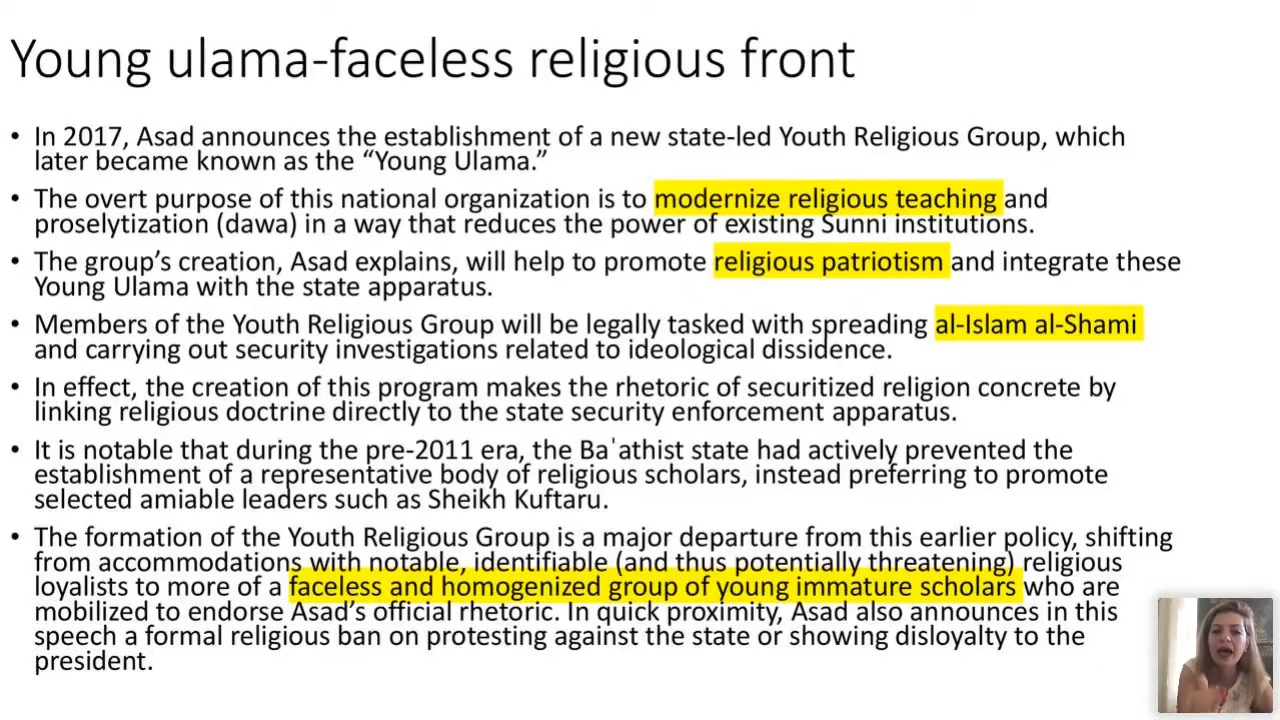 Young ulama-faceless religious front
• In 2017, Asad announces the establishment of a new state-led Youth Religious Group, which
later became known as the “Young Ulama.”
• The overt purpose of this national organization is to modernize religious teaching and
proselytization (dawa) in a way that reduces the power of existing Sunni institutions.
• The group’s creation, Asad explains, will help to promote religious patriotism and integrate these
Young Ulama with the state apparatus.
• Members of the Youth Religious Group will be legally tasked with spreading al-Islam al-Shami
and carrying out security investigations related to ideological dissidence.
• In effect, the creation of this program makes the rhetoric of securitized religion concrete by
linking religious doctrine directly to the state security enforcement apparatus.
• It is notable that during the pre-2011 era, the Baʿathist state had actively prevented the
establishment of a representative body of religious scholars, instead preferring to promote
selected amiable leaders such as Sheikh Kuftaru.
• The formation of the Youth Religious Group is a major departure from this earlier policy, shifting
from accommodations with notable, identifiable (and thus potentially threatening) religious
loyalists to more of a faceless and homogenized group of young immature scholars who are
mobilized to endorse Asad’s official rhetoric. In quick proximity, Asad also announces in this
speech a formal religious ban on protesting against the state or showing disloyalty to the
president.